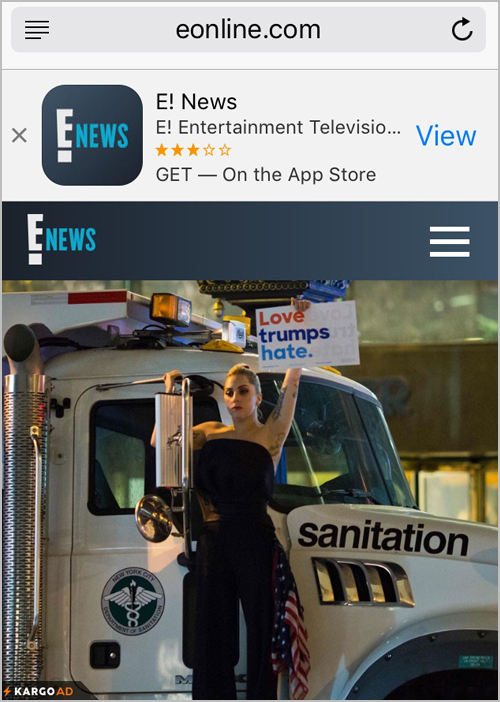 eonline.com
E! News
E! Entertainment Televisio...
View
GET — On the App Store
E!
NEWS
E!
NEWS
Love
trumps
hate.
sanitation
NEW YORK CITY
DEPARTMENT OF SANITATION
KARGO AD